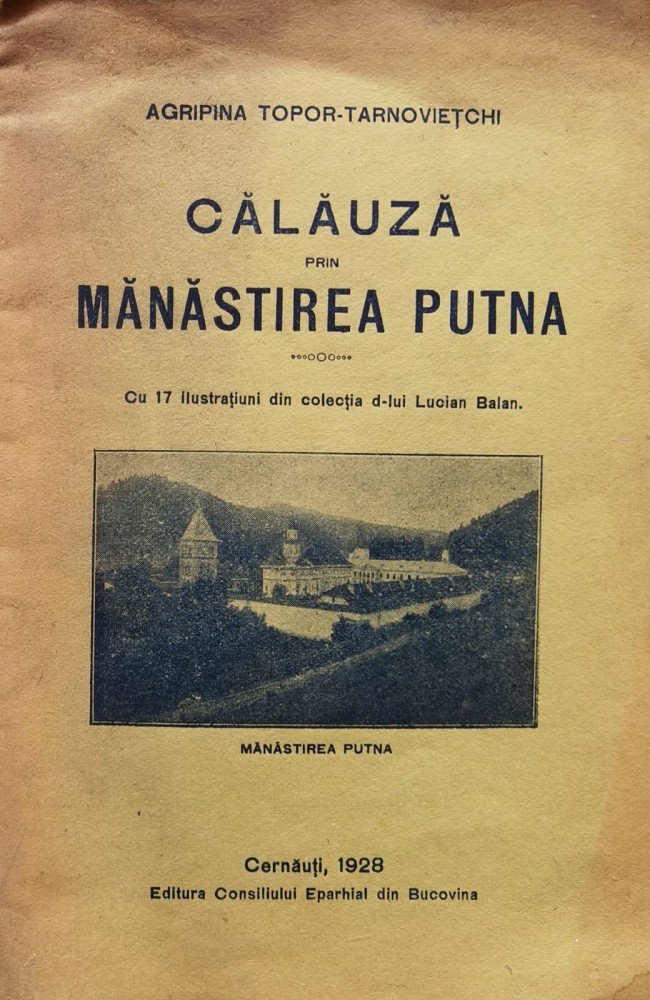 AGRIPINA TOPOR-TARNOVIEȚCHI
CĂLĂUZĂ
PRIN
MĂNĂSTIREA PUTNA
Cu 17 ilustrațiuni din colecția d-lui Lucian Balan.
MĂNĂSTIREA PUTNA
Cernăuți, 1928
Editura Consiliului Eparhial din Bucovina